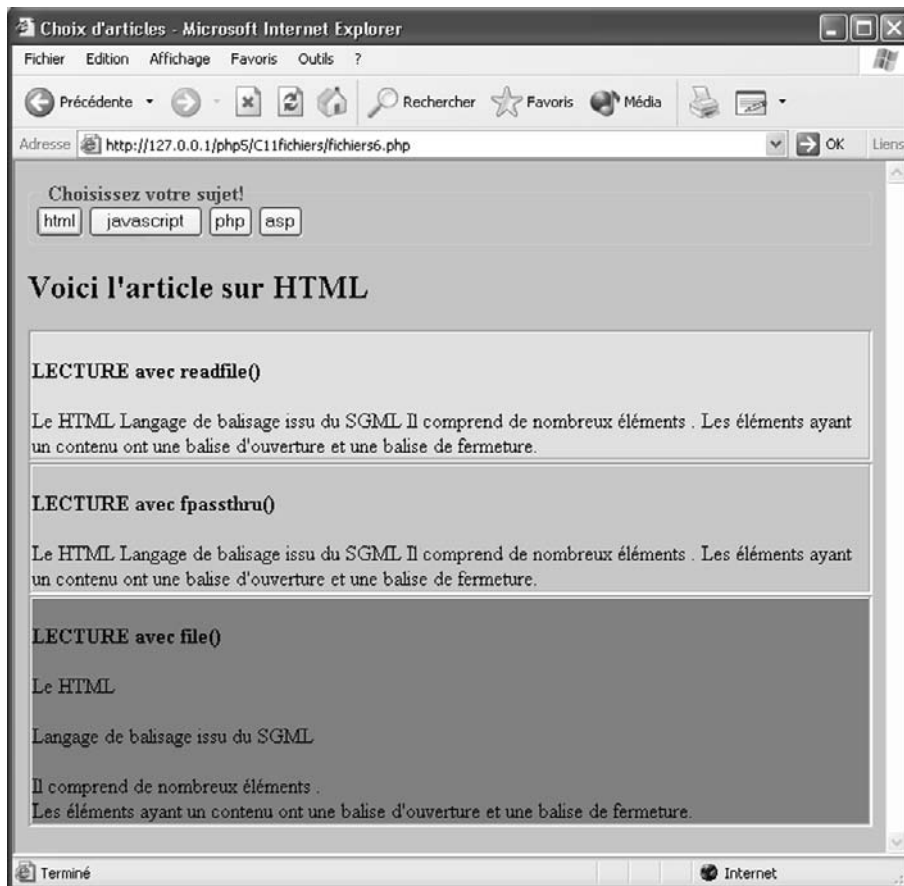 Choix d'articles - Microsoft Internet Explorer
Fichier Edition Affichage Favoris Outils ?
Précédente Rechercher Favoris Média
Adresse http://127.0.0.1/php5/C11fichiers/fichiers6.php OK Liens
Choisissez votre sujet!
html javascript php asp
Voici l'article sur HTML
LECTURE avec readfile()
Le HTML Langage de balisage issu du SGML Il comprend de nombreux éléments . Les éléments ayant
un contenu ont une balise d'ouverture et une balise de fermeture.
LECTURE avec fpassthru()
Le HTML Langage de balisage issu du SGML Il comprend de nombreux éléments . Les éléments ayant
un contenu ont une balise d'ouverture et une balise de fermeture.
LECTURE avec file()
Le HTML
Langage de balisage issu du SGML
Il comprend de nombreux éléments .
Les éléments ayant un contenu ont une balise d'ouverture et une balise de fermeture.
Terminé Internet